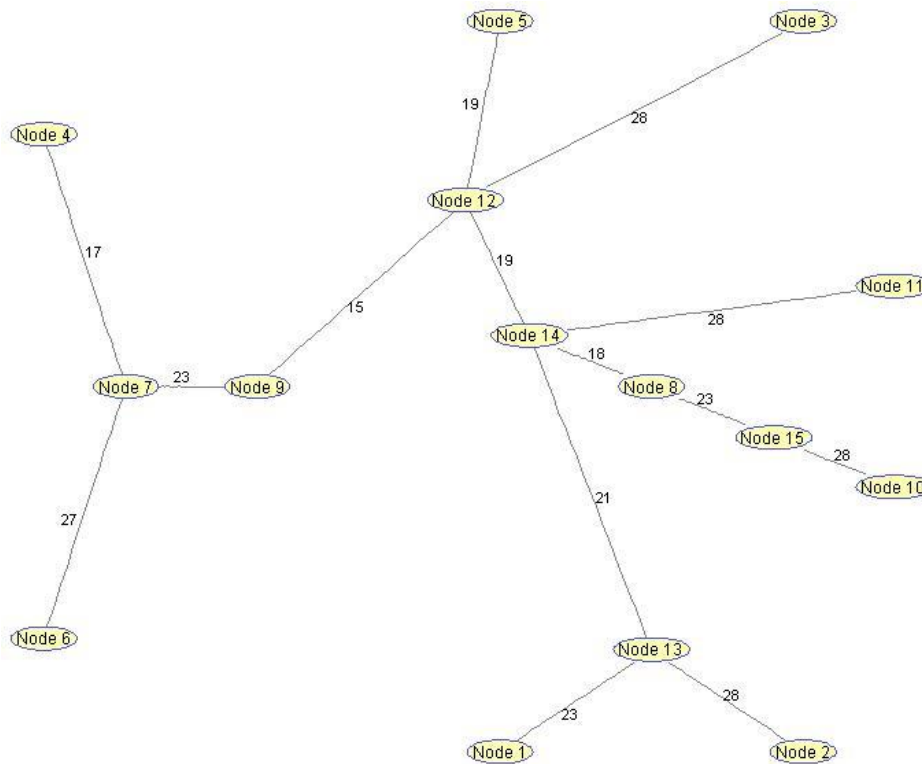 Node 5
Node 3
19
28
Node 4
Node 12
17
19
15
Node 11
28
Node 14
18
Node 7
23
Node 9
Node 8
23
Node 15
28
Node 10
21
27
Node 6
Node 13
28
23
Node 1
Node 2